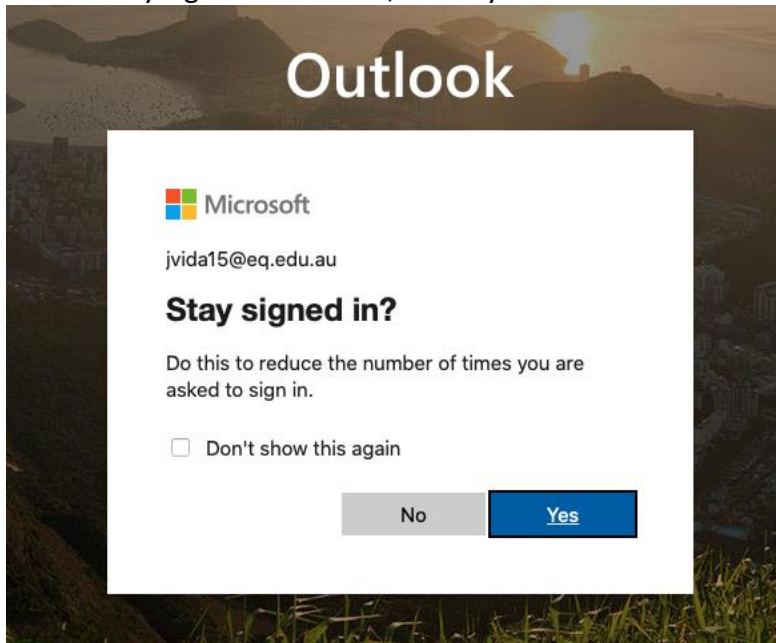 Outlook
Microsoft
jvida15@eq.edu.au
Stay signed in?
Do this to reduce the number of times you are
asked to sign in.
Don't show this again
No
Yes